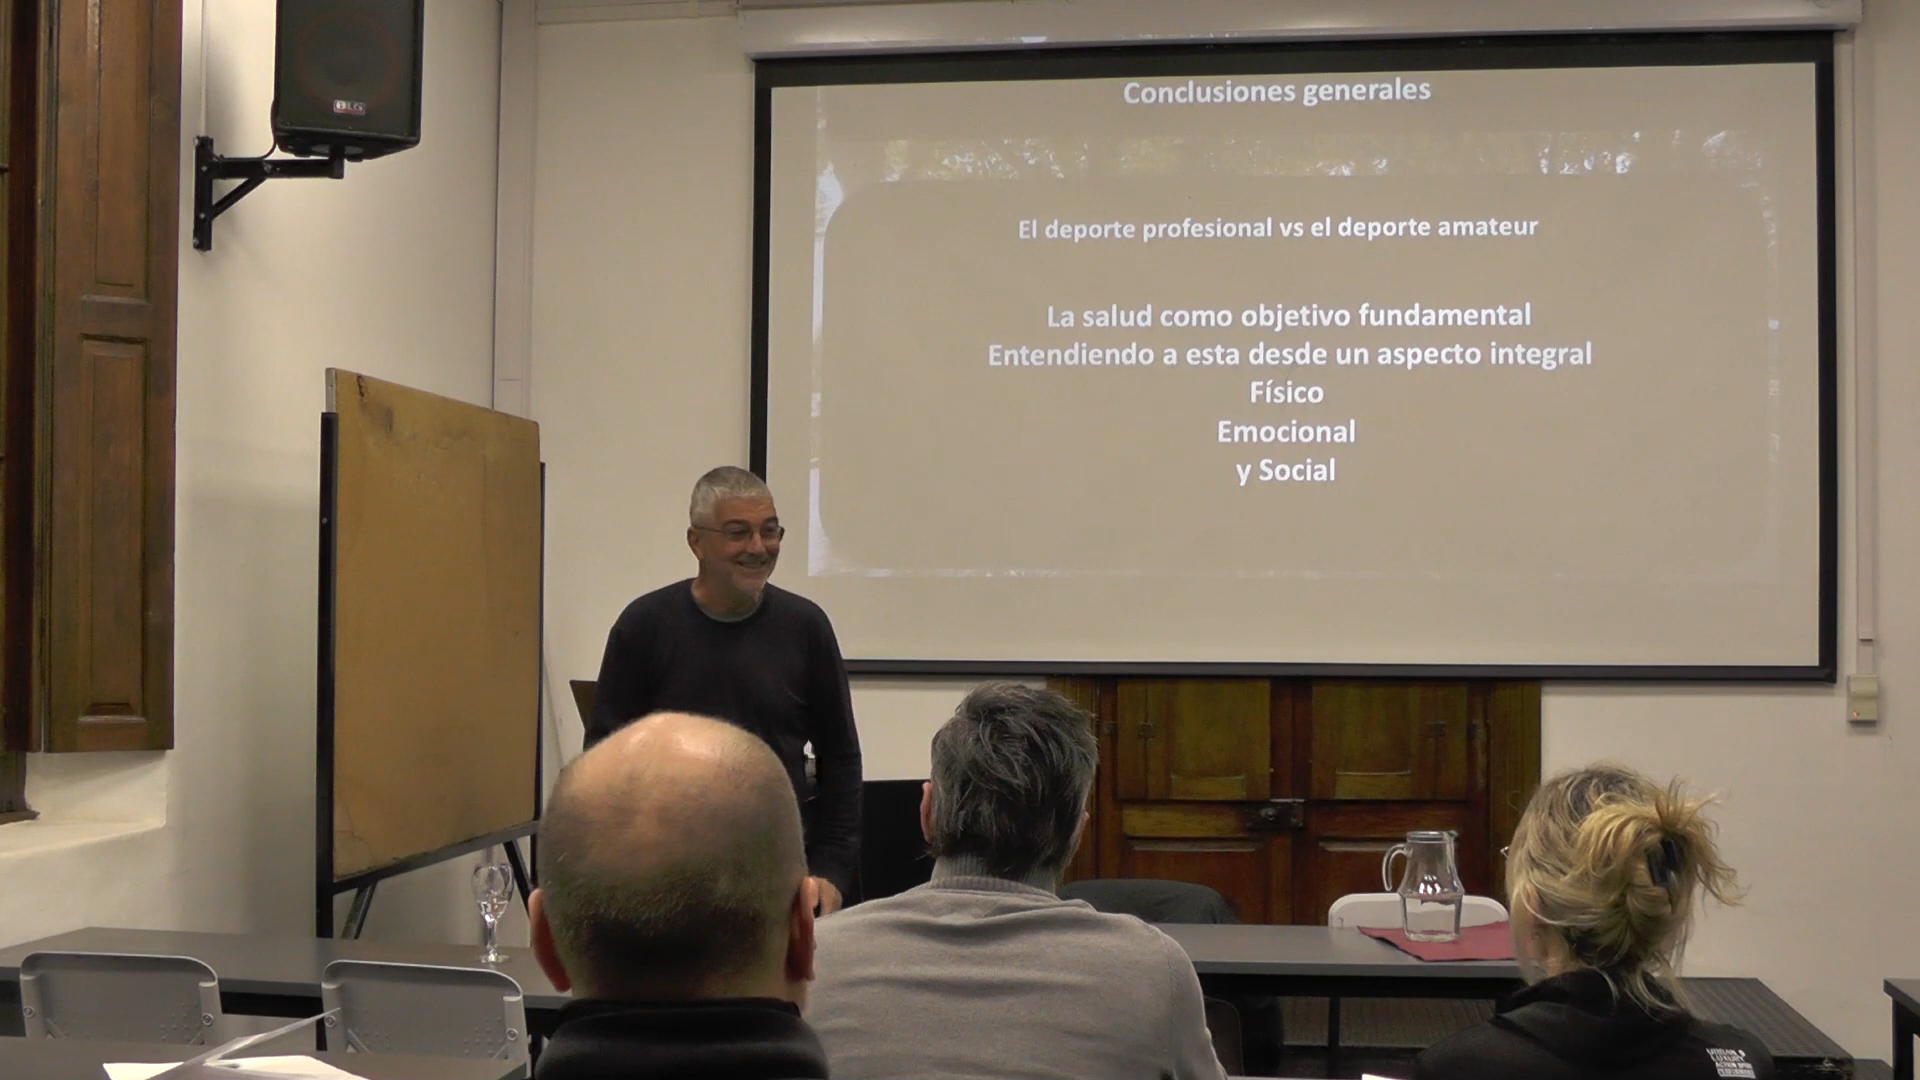 Conclusiones generales
El deporte profesional vs el deporte amateur
La salud como objetivo fundamental
Entendiendo a esta desde un aspecto integral
Físico
Emocional
y Social